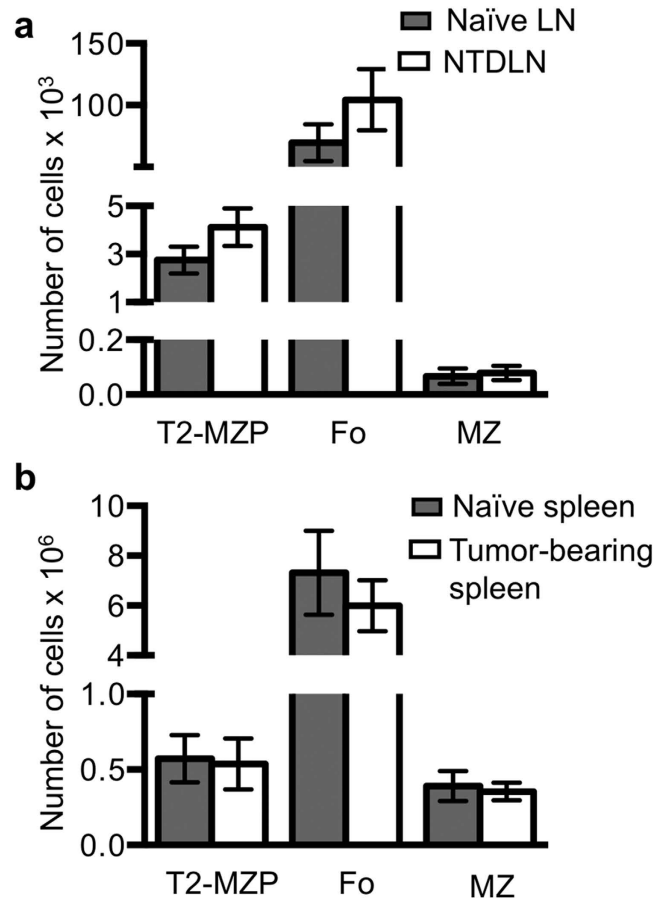 a
Naïve LN
NTDLN
Number of cells x 10³
150
100
5
3
1
0.2
0.0
T2-MZP Fo MZ
b
Naïve spleen
Tumor-bearing
spleen
Number of cells x 10⁶
10
8
6
4
1.0
0.5
0.0
T2-MZP Fo MZ